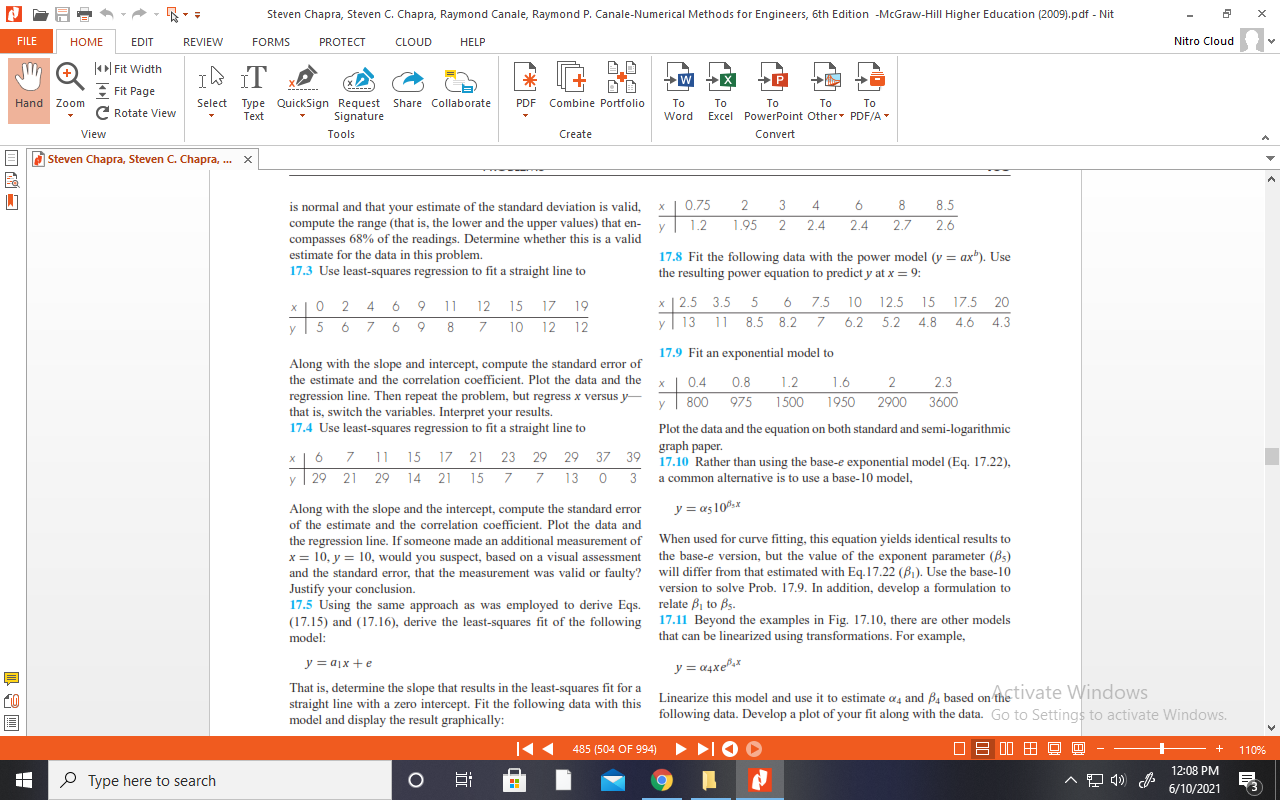 Steven Chapra, Steven C. Chapra, Raymond Canale, Raymond P. Canale-Numerical Methods for Engineers, 6th Edition -McGraw-Hill Higher Education (2009).pdf - Nit
FILE HOME EDIT REVIEW FORMS PROTECT CLOUD HELP Nitro Cloud
Hand
Zoom
Fit Width
Fit Page
Rotate View
View
Select
Type Text
QuickSign
Request Signature
Share
Collaborate
Tools
PDF
Combine
Portfolio
Create
To Word
To Excel
To PowerPoint
To Other
To PDF/A
Convert
Steven Chapra, Steven C. Chapra, ...
is normal and that your estimate of the standard deviation is valid,
compute the range (that is, the lower and the upper values) that en-
compasses 68% of the readings. Determine whether this is a valid
estimate for the data in this problem.
17.3 Use least-squares regression to fit a straight line to
x 0 2 4 6 9 11 12 15 17 19
y 5 6 7 6 9 8 7 10 12 12
Along with the slope and intercept, compute the standard error of
the estimate and the correlation coefficient. Plot the data and the
regression line. Then repeat the problem, but regress x versus y—
that is, switch the variables. Interpret your results.
17.4 Use least-squares regression to fit a straight line to
x 6 7 11 15 17 21 23 29 29 37 39
y 29 21 29 14 21 15 7 7 13 0 3
Along with the slope and the intercept, compute the standard error
of the estimate and the correlation coefficient. Plot the data and
the regression line. If someone made an additional measurement of
x = 10, y = 10, would you suspect, based on a visual assessment
and the standard error, that the measurement was valid or faulty?
Justify your conclusion.
17.5 Using the same approach as was employed to derive Eqs.
(17.15) and (17.16), derive the least-squares fit of the following
model:
y = a₁x + e
That is, determine the slope that results in the least-squares fit for a
straight line with a zero intercept. Fit the following data with this
model and display the result graphically:
x 0.75 2 3 4 6 8 8.5
y 1.2 1.95 2 2.4 2.4 2.7 2.6
17.8 Fit the following data with the power model (y = axᵇ). Use
the resulting power equation to predict y at x = 9:
x 2.5 3.5 5 6 7.5 10 12.5 15 17.5 20
y 13 11 8.5 8.2 7 6.2 5.2 4.8 4.6 4.3
17.9 Fit an exponential model to
x 0.4 0.8 1.2 1.6 2 2.3
y 800 975 1500 1950 2900 3600
Plot the data and the equation on both standard and semi-logarithmic
graph paper.
17.10 Rather than using the base-e exponential model (Eq. 17.22),
a common alternative is to use a base-10 model,
y = α₅10^β₅x
When used for curve fitting, this equation yields identical results to
the base-e version, but the value of the exponent parameter (β₅)
will differ from that estimated with Eq.17.22 (β₁). Use the base-10
version to solve Prob. 17.9. In addition, develop a formulation to
relate β₁ to β₅.
17.11 Beyond the examples in Fig. 17.10, there are other models
that can be linearized using transformations. For example,
y = α₄xe^β₄x
Linearize this model and use it to estimate α₄ and β₄ based on the
following data. Develop a plot of your fit along with the data.
Activate Windows
Go to Settings to activate Windows.
485 (504 OF 994)
110%
Type here to search
12:08 PM
6/10/2021
3